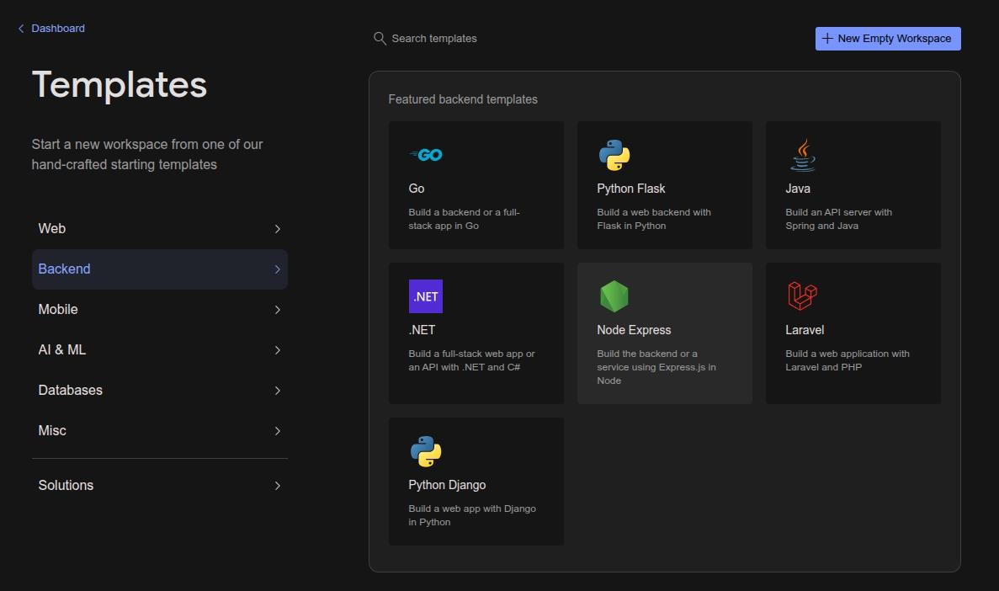 Dashboard
Templates
Start a new workspace from one of our
hand-crafted starting templates
Web
Backend
Mobile
AI & ML
Databases
Misc
Solutions
Search templates
New Empty Workspace
Featured backend templates
GO
Go
Build a backend or a full-
stack app in Go
Python Flask
Build a web backend with
Flask in Python
Java
Build an API server with
Spring and Java
.NET
.NET
Build a full-stack web app or
an API with .NET and C#
Node Express
Build the backend or a
service using Express.js in
Node
Laravel
Build a web application with
Laravel and PHP
Python Django
Build a web app with Django
in Python